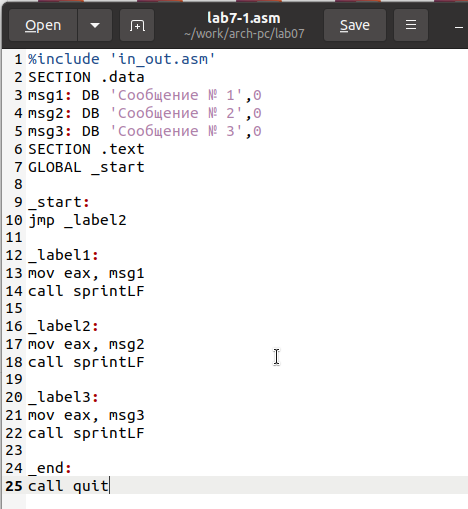 Open
lab7-1.asm
~/work/arch-pc/lab07
Save
1 %include 'in_out.asm'
2 SECTION .data
3 msg1: DB 'Сообщение № 1',0
4 msg2: DB 'Сообщение № 2',0
5 msg3: DB 'Сообщение № 3',0
6 SECTION .text
7 GLOBAL _start
8
9 _start:
10 jmp _label2
11
12 _label1:
13 mov eax, msg1
14 call sprintLF
15
16 _label2:
17 mov eax, msg2
18 call sprintLF
19
20 _label3:
21 mov eax, msg3
22 call sprintLF
23
24 _end:
25 call quit